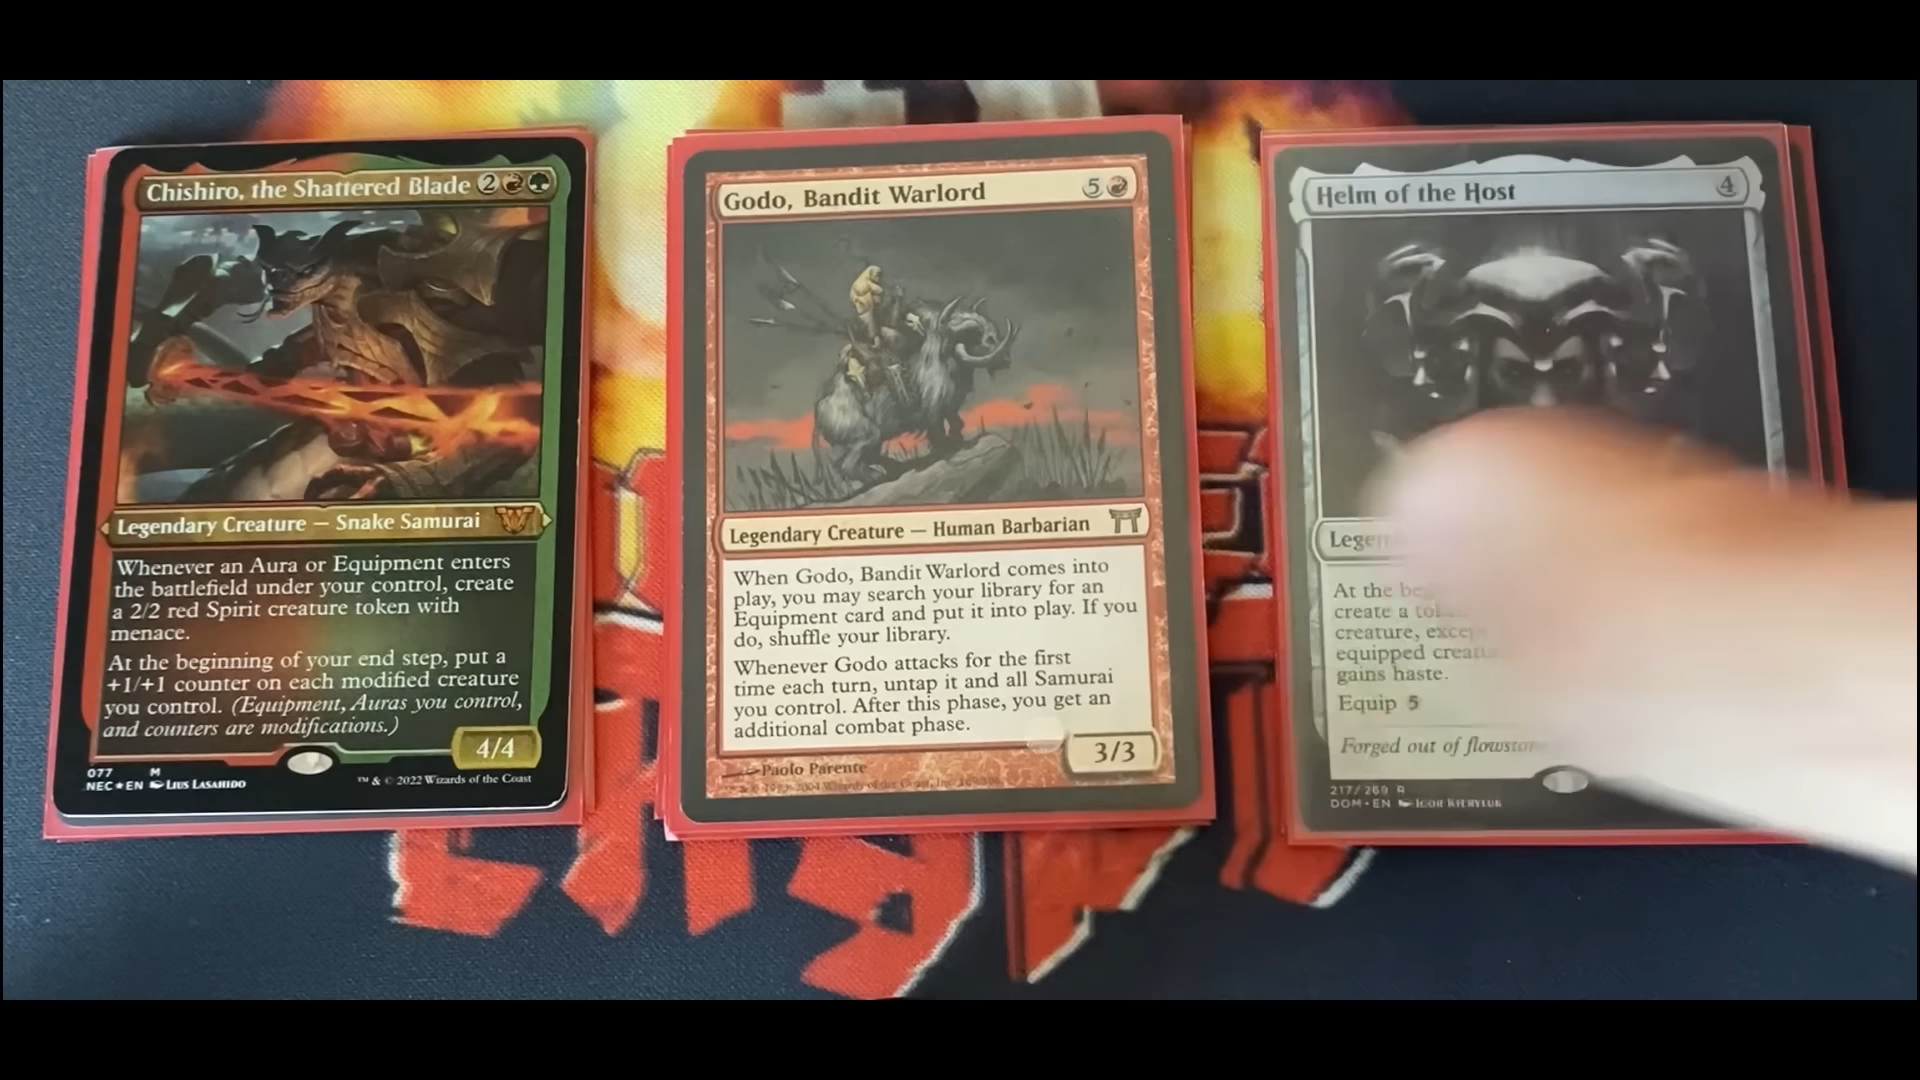 Chishiro, the Shattered Blade 2
Legendary Creature — Snake Samurai
Whenever an Aura or Equipment enters
the battlefield under your control, create
a 2/2 red Spirit creature token with
menace.
At the beginning of your end step, put a
+1/+1 counter on each modified creature
you control. (Equipment, Auras you control,
and counters are modifications.)
4/4
077 M
NEC★EN Lius Lasahido
™ & © 2022 Wizards of the Coast
Godo, Bandit Warlord 5
Legendary Creature — Human Barbarian
When Godo, Bandit Warlord comes into
play, you may search your library for an
Equipment card and put it into play. If you
do, shuffle your library.
Whenever Godo attacks for the first
time each turn, untap it and all Samurai
you control. After this phase, you get an
additional combat phase.
Paolo Parente
3/3
Helm of the Host 4
At the
create a
creature,
equipped
gains haste.
Equip 5
Forged out of
217/269 R
DOM • EN